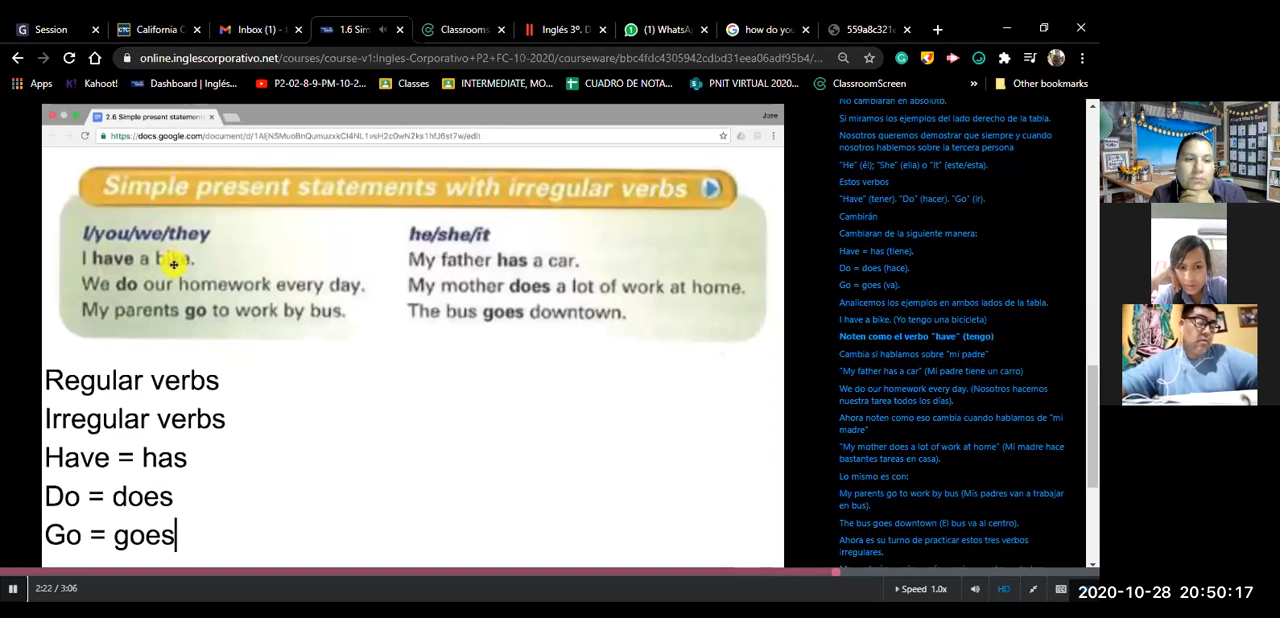 Session
California C
Inbox (1) -
1.6 Sim
Classrooms
Inglés 3º. D
(1) WhatsA
how do you
559a8c321
online.inglescorporativo.net/courses/course-v1:Ingles-Corporativo+P2+FC-10-2020/courseware/bbc4fdc4305942cdbd31eea06adf95b4/...
Apps
Kahoot!
Dashboard | Inglés...
P2-02-8-9-PM-10-2...
Classes
INTERMEDIATE, MO...
CUADRO DE NOTA...
PNIT VIRTUAL 2020-...
ClassroomScreen
»
Other bookmarks
2.6 Simple present statement
Jose
Simple present statements with irregular verbs
I/you/we/they
I have a bike.
We do our homework every day.
My parents go to work by bus.
he/she/it
My father has a car.
My mother does a lot of work at home.
The bus goes downtown.
Regular verbs
Irregular verbs
Have = has
Do = does
Go = goes
No cambiarán en absoluto.
Si miramos los ejemplos del lado derecho de la tabla.
Nosotros queremos demostrar que siempre y cuando
nosotros hablemos sobre la tercera persona
"He" (él); "She" (ella) o "It" (este/esta).
Estos verbos
"Have" (tener). "Do" (hacer). "Go" (ir).
Cambirán
Cambiaran de la siguiente manera:
Have = has (tiene).
Do = does (hace).
Go = goes (va).
Analicemos los ejemplos en ambos lados de la tabla.
I have a bike. (Yo tengo una bicicleta)
Noten como el verbo "have" (tengo)
Cambia si hablamos sobre "mi padre"
"My father has a car" (Mi padre tiene un carro)
We do our homework every day. (Nosotros hacemos
nuestra tarea todos los días).
Ahora noten como eso cambia cuando hablamos de "mi
madre"
"My mother does a lot of work at home" (Mi madre hace
bastantes tareas en casa).
Lo mismo es con:
My parents go to work by bus (Mis padres van a trabajar
en bus).
The bus goes downtown (El bus va al centro).
Ahora es su turno de practicar estos tres verbos
irregulares.
2:22 / 3:06
Speed 1.0x
HD
2020-10-28 20:50:17